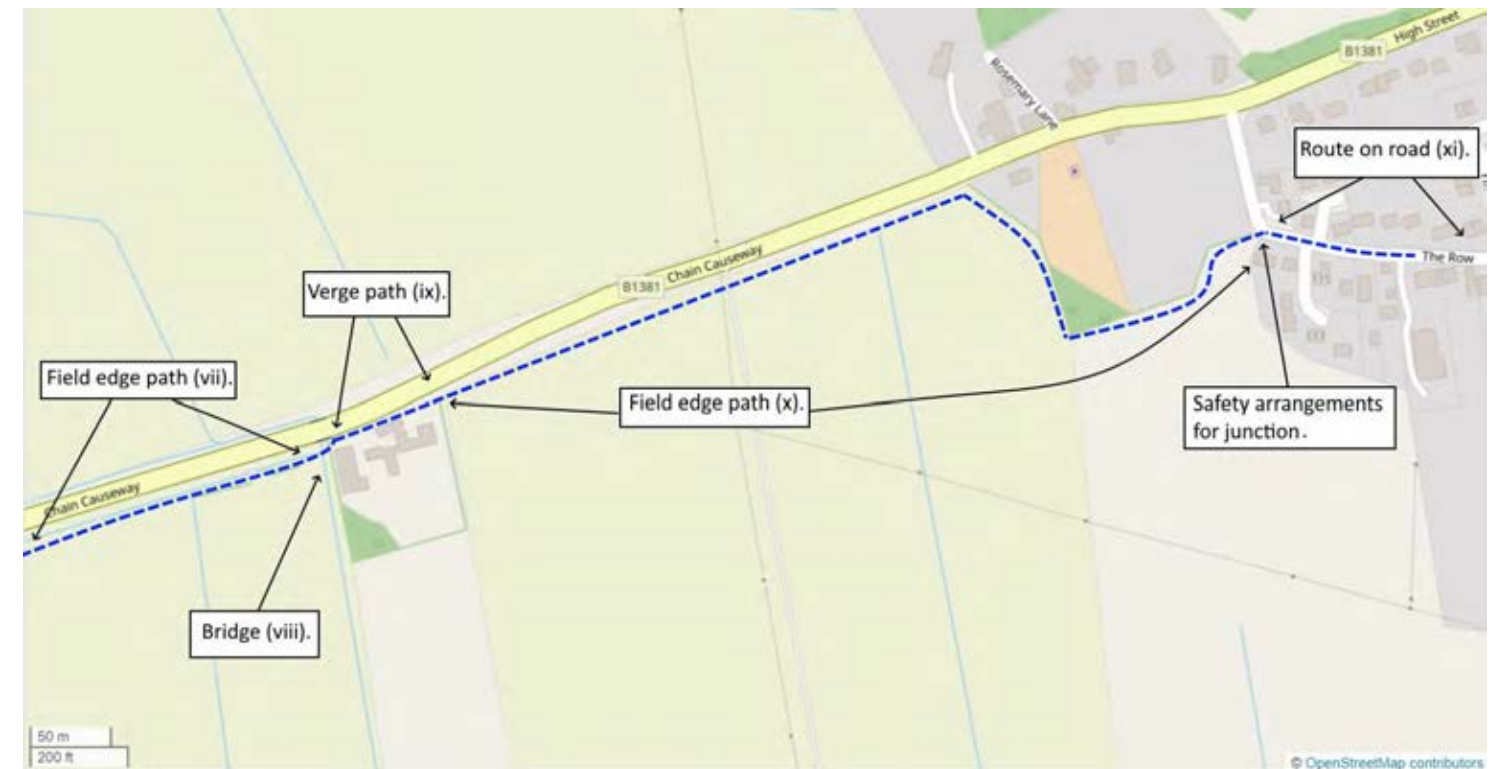 High Street
B1381
Rosemary Lane
Route on road (xi).
Chain Causeway
The Row
B1381
Verge path (ix).
Field edge path (vii).
Field edge path (x).
Safety arrangements
for junction.
Chain Causeway
Bridge (viii).
50 m
200 ft
© OpenStreetMap contributors